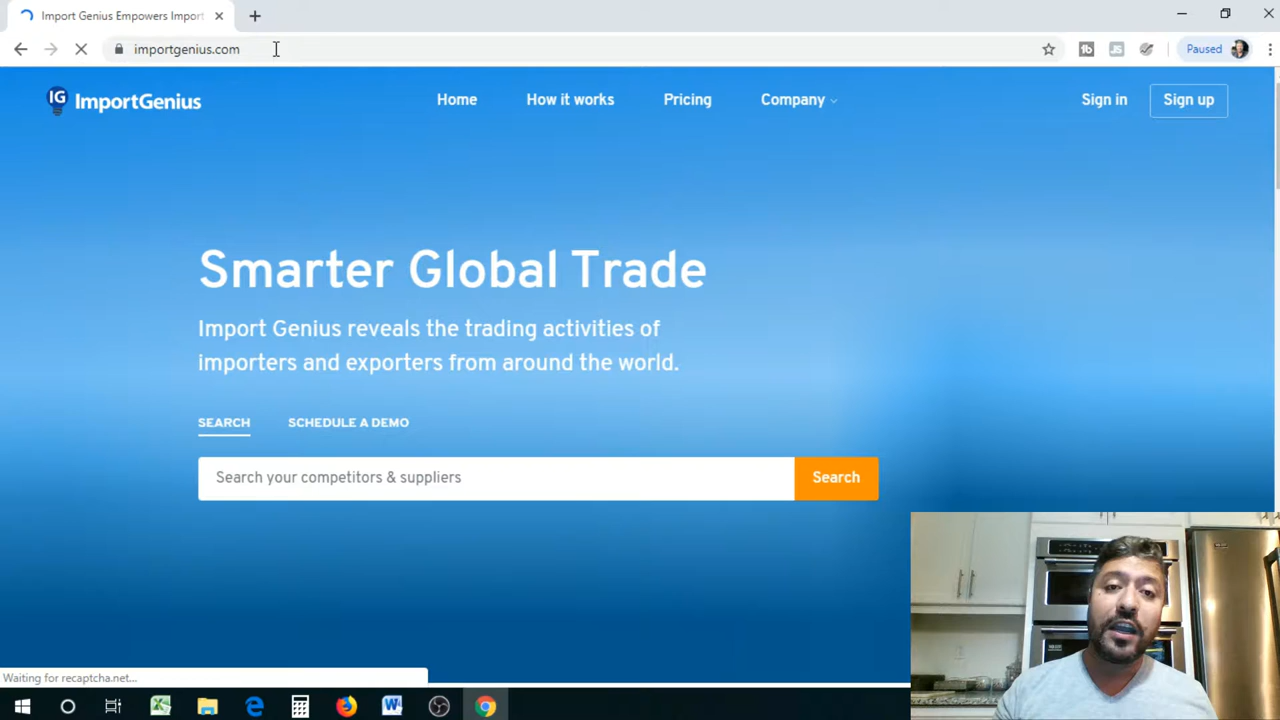 Import Genius Empowers Import
importgenius.com
Paused
IG ImportGenius
Home
How it works
Pricing
Company
Sign in
Sign up
Smarter Global Trade
Import Genius reveals the trading activities of
importers and exporters from around the world.
SEARCH
SCHEDULE A DEMO
Search your competitors & suppliers
Search
Waiting for recaptcha.net...